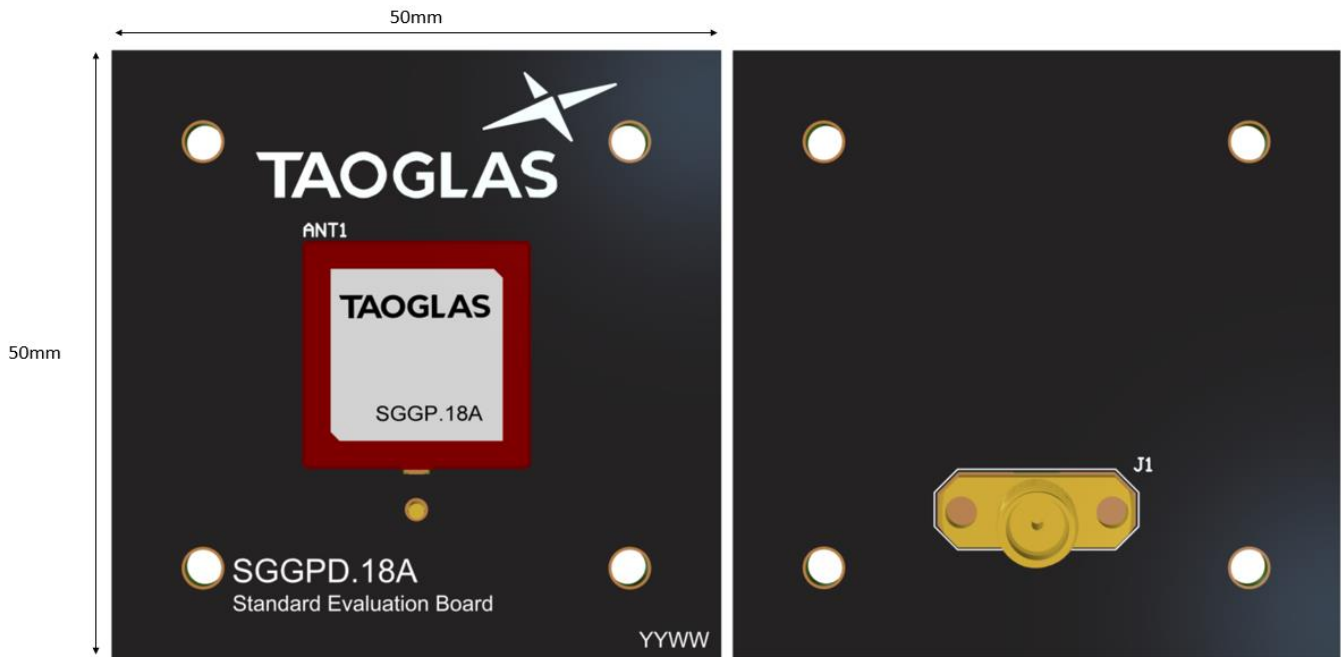 50mm
50mm
TAOGLAS
ANT1
TAOGLAS
SGGP.18A
SGGPD.18A
Standard Evaluation Board
YYWW
J1